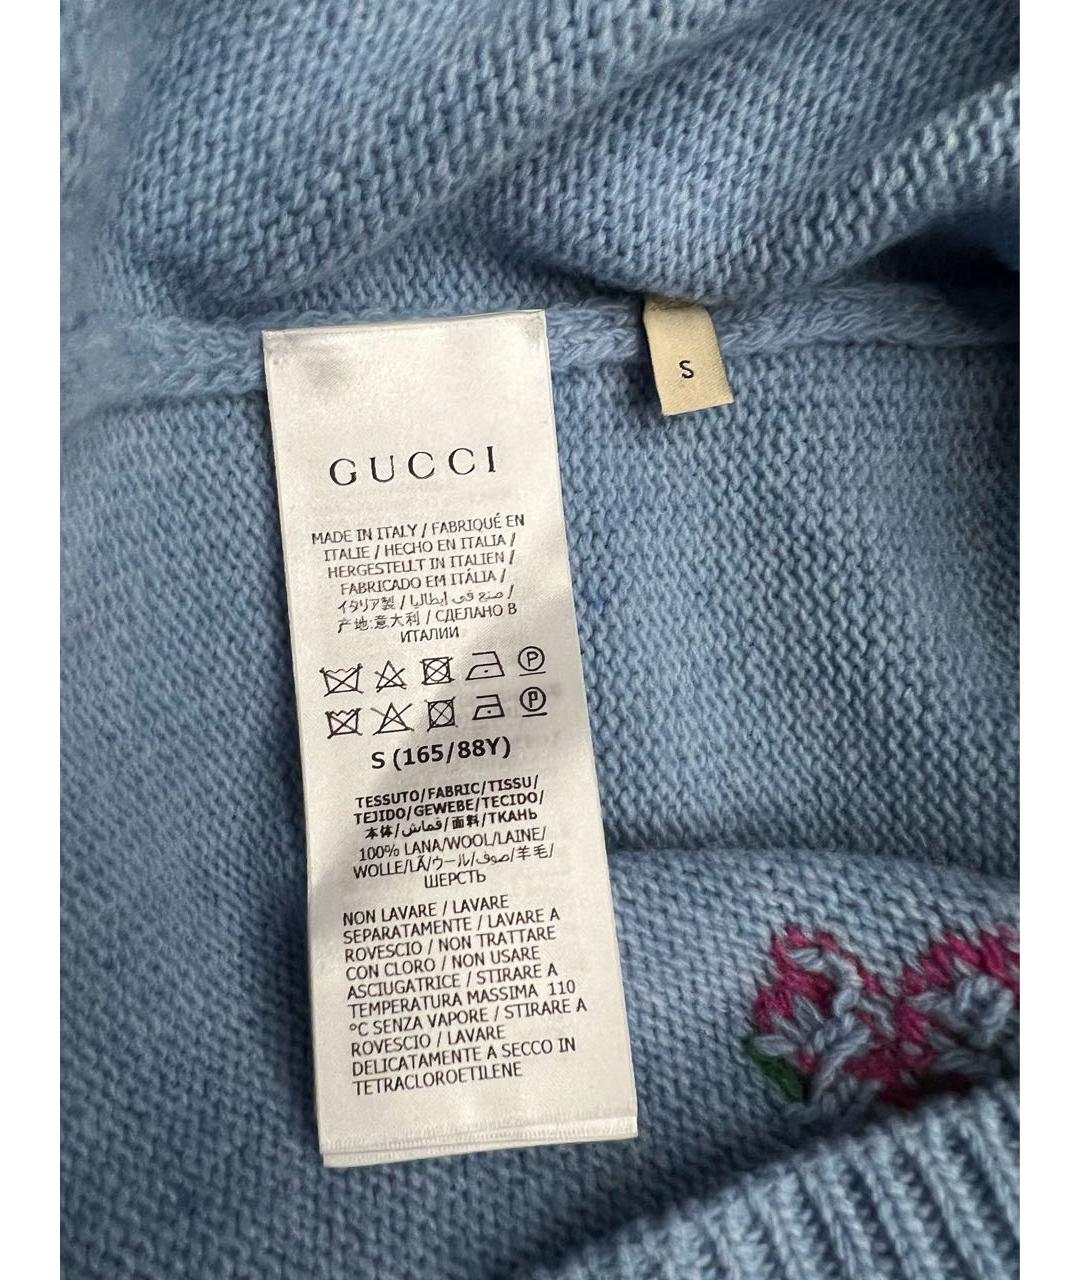 S
GUCCI
MADE IN ITALY / FABRIQUÉ EN
ITALIE / HECHO EN ITALIA /
HERGESTELLT IN ITALIEN /
FABRICADO EM ITÁLIA /
イタリア製 / صنع في إيطاليا /
产地:意大利 / СДЕЛАНО В
ИТАЛИИ
P
P
S (165/88Y)
TESSUTO/FABRIC/TISSU/
TEJIDO/GEWEBE/TECIDO/
本体/قماش/面料/ТКАНЬ
100% LANA/WOOL/LAINE/
WOLLE/LÃ/ウール/صوف/羊毛/
ШЕРСТЬ
NON LAVARE / LAVARE
SEPARATAMENTE / LAVARE A
ROVESCIO / NON TRATTARE
CON CLORO / NON USARE
ASCIUGATRICE / STIRARE A
TEMPERATURA MASSIMA 110
°C SENZA VAPORE / STIRARE A
ROVESCIO / LAVARE
DELICATAMENTE A SECCO IN
TETRACLOROETILENE